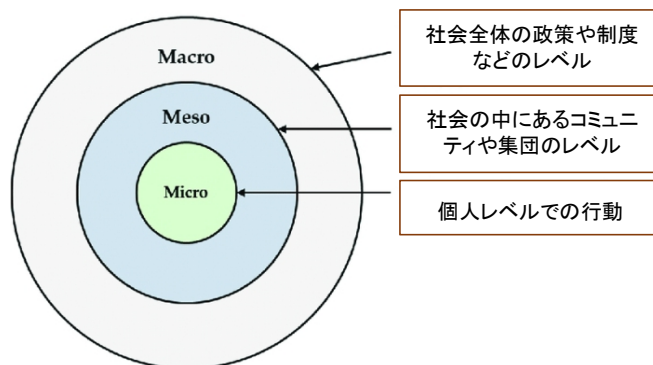 Macro
社会全体の政策や制度
などのレベル
Meso
社会の中にあるコミュニ
ティや集団のレベル
Micro
個人レベルでの行動